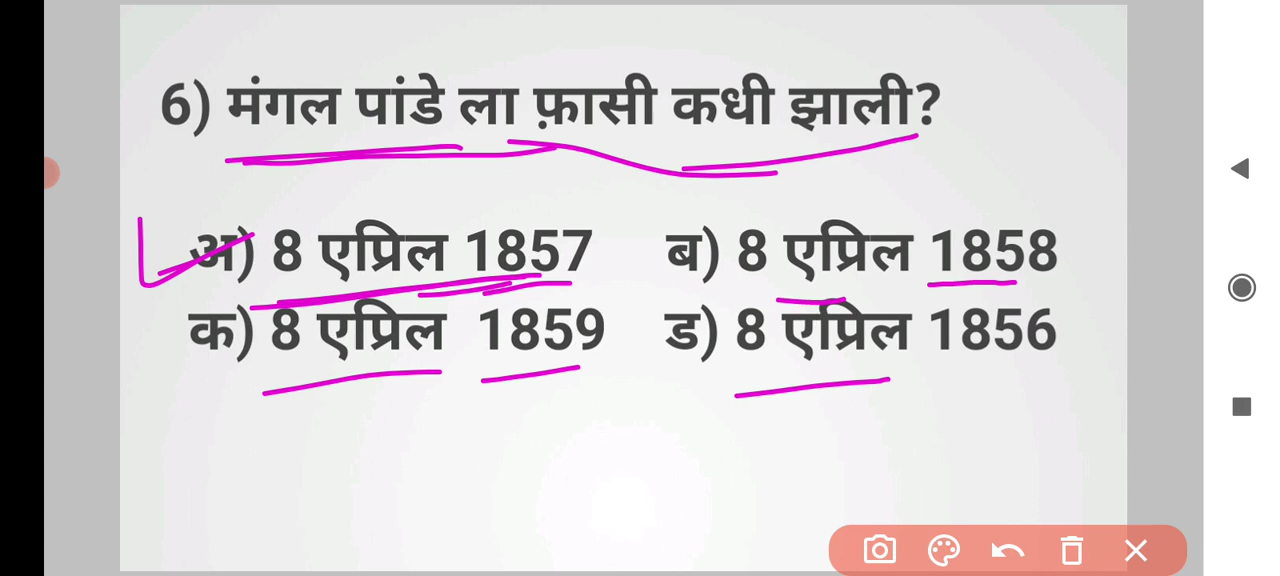 6) मंगल पांडे ला फ़ासी कधी झाली?
अ) 8 एप्रिल 1857 ब) 8 एप्रिल 1858
क) 8 एप्रिल 1859 ड) 8 एप्रिल 1856